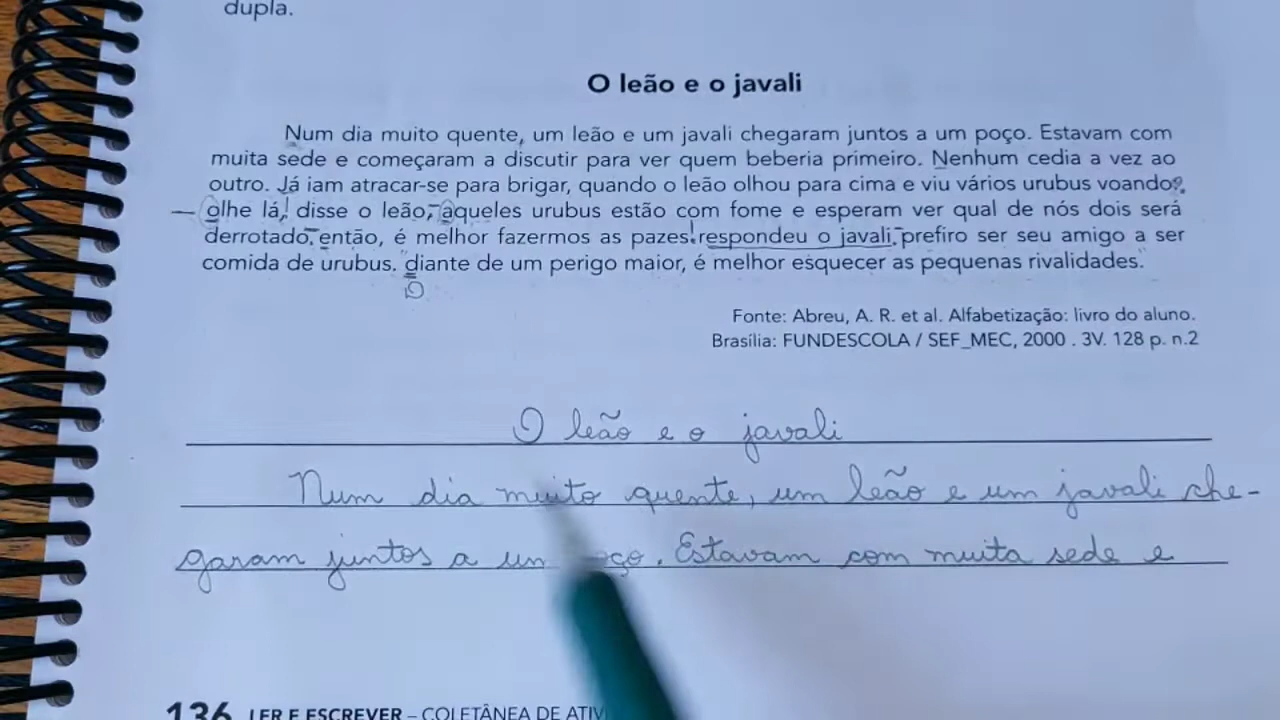 dupla.
O leão e o javali
Num dia muito quente, um leão e um javali chegaram juntos a um poço. Estavam com
muita sede e começaram a discutir para ver quem beberia primeiro. Nenhum cedia a vez ao
outro. Já iam atracar-se para brigar, quando o leão olhou para cima e viu vários urubus voando.
— olhe lá! disse o leão, aqueles urubus estão com fome e esperam ver qual de nós dois será
derrotado. então, é melhor fazermos as pazes! respondeu o javali, prefiro ser seu amigo a ser
comida de urubus. diante de um perigo maior, é melhor esquecer as pequenas rivalidades.
D
Fonte: Abreu, A. R. et al. Alfabetização: livro do aluno.
Brasília: FUNDESCOLA / SEF_MEC, 2000 . 3V. 128 p. n.2
O leão e o javali
Num dia muito quente, um leão e um javali che-
garam juntos a um poço. Estavam com muita sede e
136 LER E ESCREVER – COLETÂNEA DE ATIV